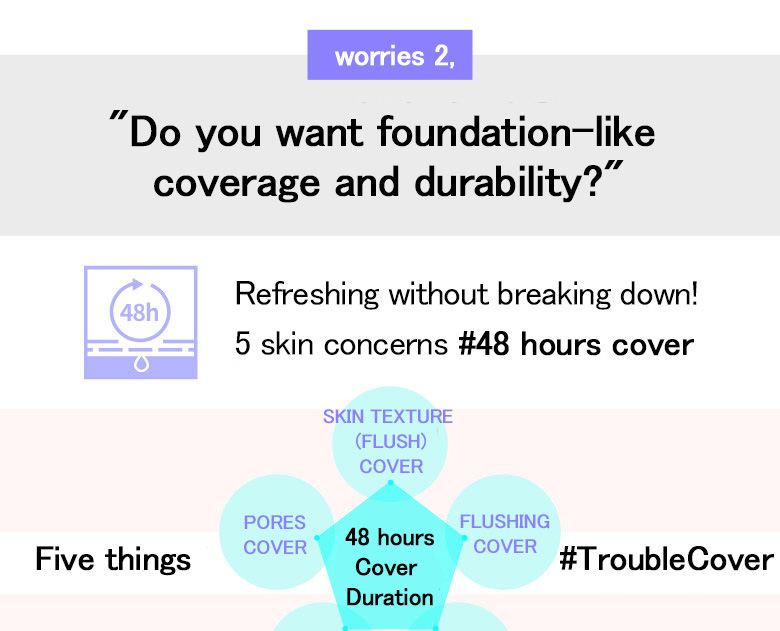 worries 2,
"Do you want foundation-like
coverage and durability?"
48h
Refreshing without breaking down!
5 skin concerns #48 hours cover
SKIN TEXTURE
(FLUSH)
COVER
PORES
COVER
FLUSHING
COVER
48 hours
Cover
Duration
Five things
#TroubleCover